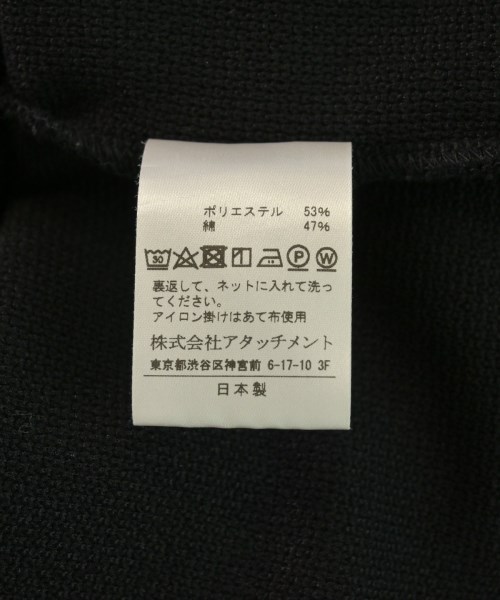 ポリエステル 53%
綿 47%
30 P W
裏返して、ネットに入れて洗っ
てください。
アイロン掛けはあて布使用
株式会社アタッチメント
東京都渋谷区神宮前 6-17-10 3F
日本製